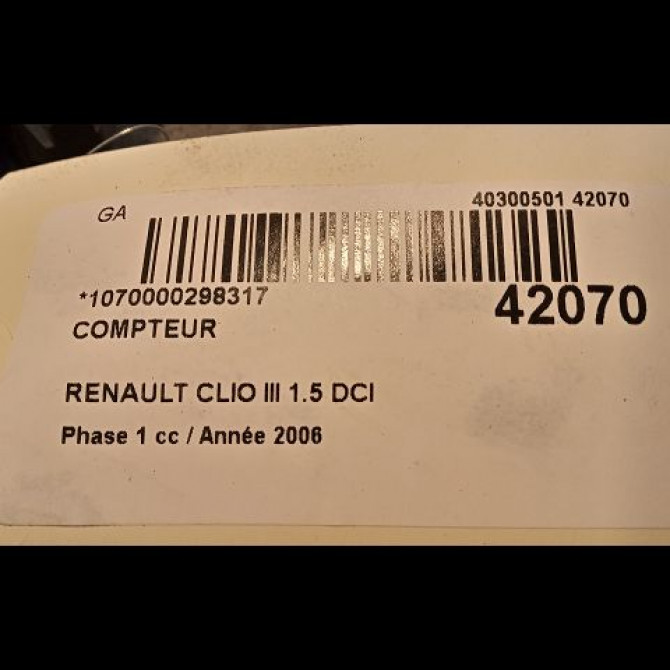 GA
40300501 42070
*1070000298317
42070
COMPTEUR
RENAULT CLIO III 1.5 DCI
Phase 1 cc / Année 2006